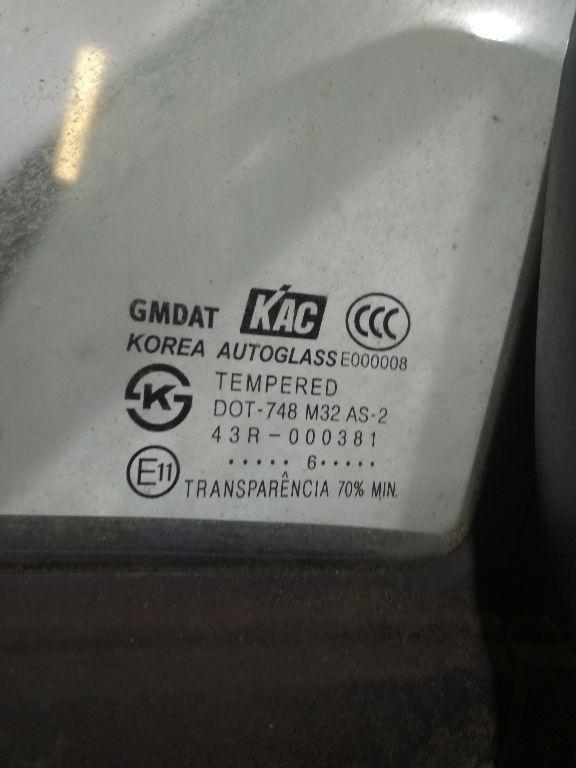 GMDAT KAC CCC
KOREA AUTOGLASS E000008
K TEMPERED
DOT-748 M32 AS-2
43R-000381
E11 ..... 6.....
TRANSPARÊNCIA 70% MIN.